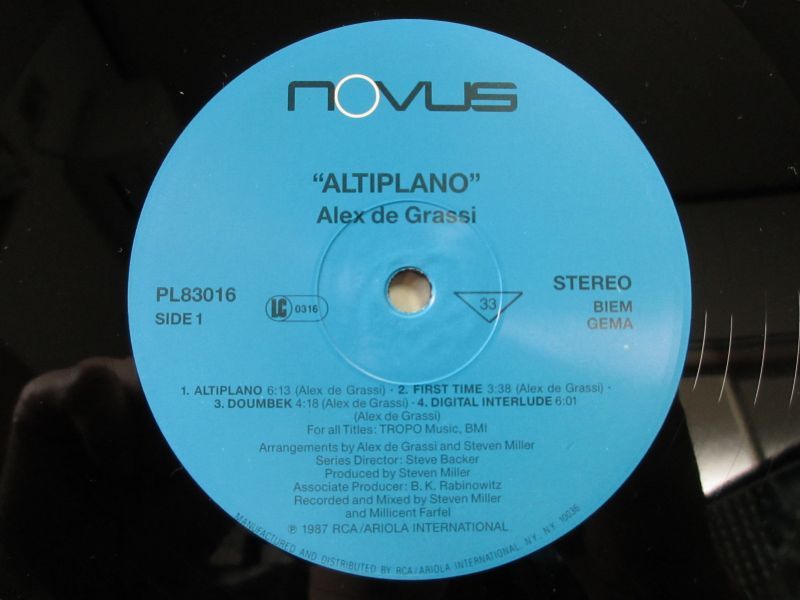 NOVUS
“ALTIPLANO”
Alex de Grassi
PL83016
SIDE 1
LC 0316
33
STEREO
BIEM
GEMA
1. ALTIPLANO 6:13 (Alex de Grassi) · 2. FIRST TIME 3:38 (Alex de Grassi) ·
3. DOUMBEK 4:18 (Alex de Grassi) · 4. DIGITAL INTERLUDE 6:01
(Alex de Grassi)
For all Titles: TROPO Music, BMI
Arrangements by Alex de Grassi and Steven Miller
Series Director: Steve Backer
Produced by Steven Miller
Associate Producer: B. K. Rabinowitz
Recorded and Mixed by Steven Miller
and Millicent Farfel
℗ 1987 RCA/ARIOLA INTERNATIONAL
MANUFACTURED AND DISTRIBUTED BY RCA/ARIOLA INTERNATIONAL, N.Y. N.Y. 10036